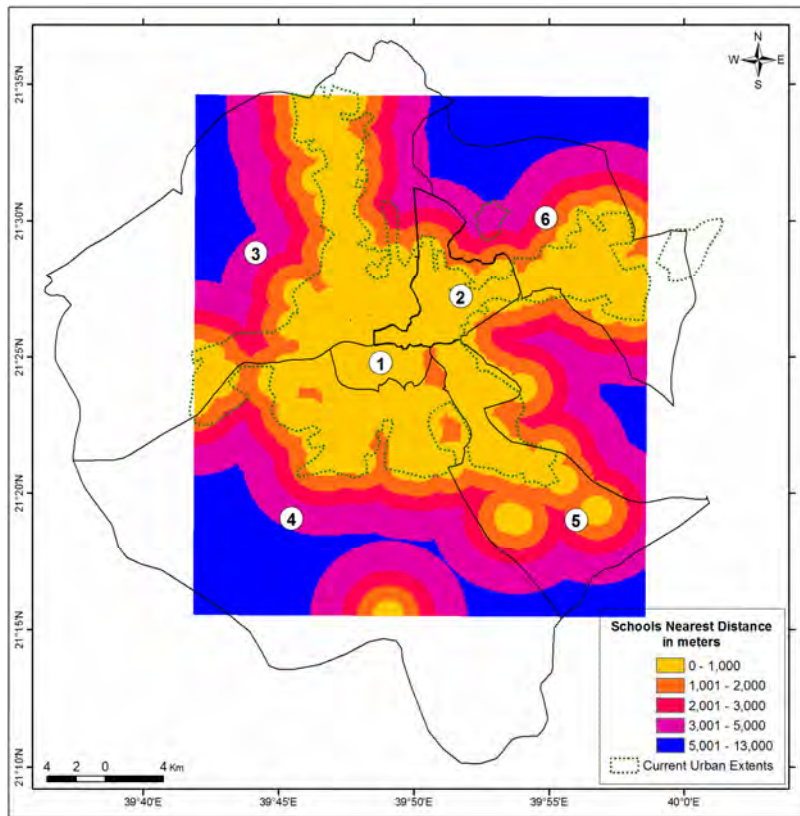 N
W E
S
21°35'N
21°30'N
21°25'N
21°20'N
21°15'N
21°10'N
3
6
2
1
4
5
Schools Nearest Distance
in meters
0 - 1,000
1,001 - 2,000
2,001 - 3,000
3,001 - 5,000
5,001 - 13,000
Current Urban Extents
4 2 0 4 Km
39°40'E 39°45'E 39°50'E 39°55'E 40°0'E